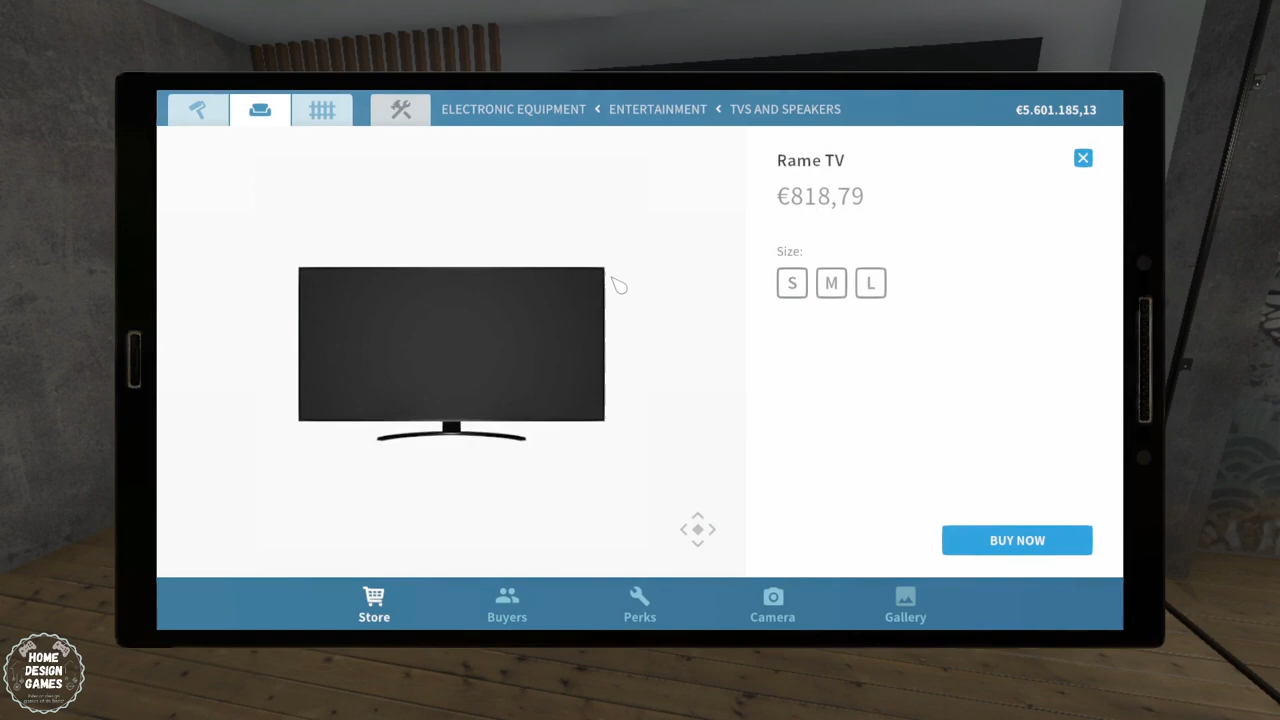 ELECTRONIC EQUIPMENT < ENTERTAINMENT < TVS AND SPEAKERS
€5.601.185,13
Rame TV
€818,79
Size:
S M L
BUY NOW
Store
Buyers
Perks
Camera
Gallery
HOME
DESIGN
GAMES